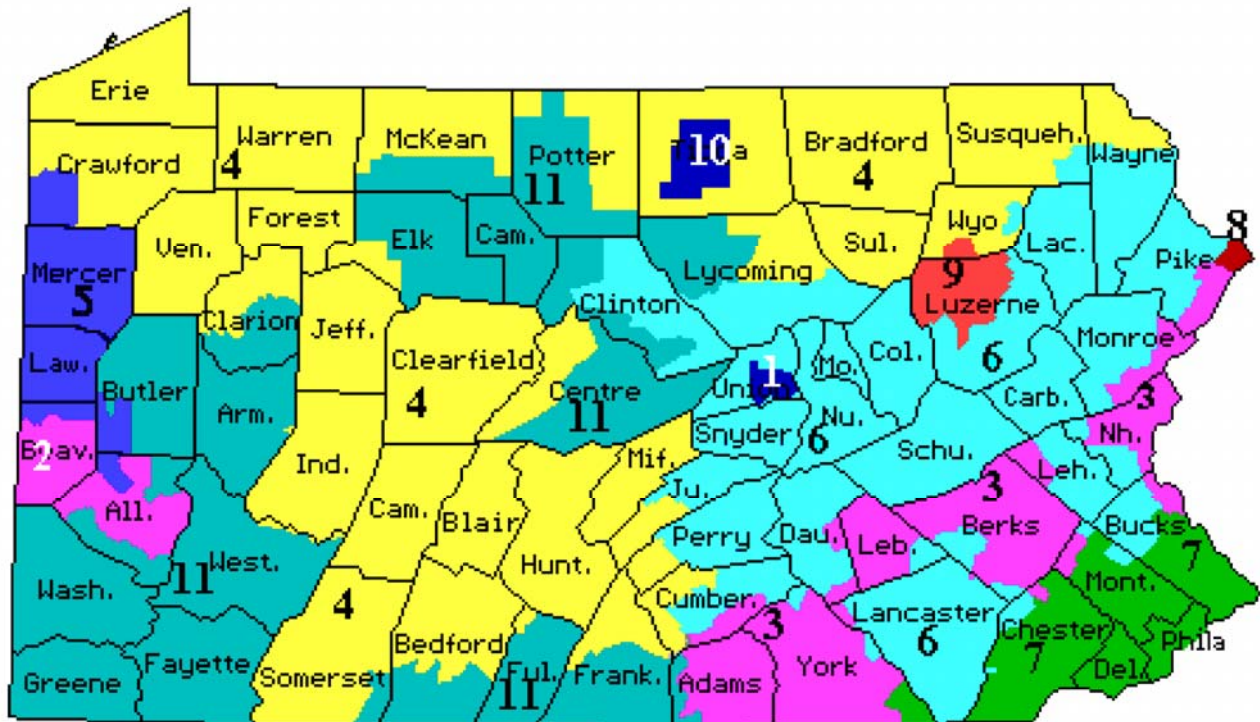 Erie
Warren
McKean
Potter
10
Bradford
Susqueh.
Wayne
Crawford
4
11
4
Forest
Ven.
Elk
Cam.
Sul.
Wyo
Lac.
8
Pike
Mercer
5
Clarion
Jeff.
Clinton
Lycoming
9
Luzerne
Law.
Butler
Clearfield
4
Centre
11
Union
1
Mo.
Col.
6
Monroe
Carb.
3
Arm.
Snyder
Nu.
6
Nh.
Beav.
2
Ind.
Mif.
Schu.
Leh.
All.
Cam.
Blair
Ju.
3
Berks
Bucks
7
Perry
Dau.
Leb.
Hunt.
Wash.
11
West.
4
Cumber.
3
Lancaster
6
Mont.
Chester
7
Phila
Bedford
Fayette
Greene
Somerset
Ful.
11
Frank.
Adams
York
Del.